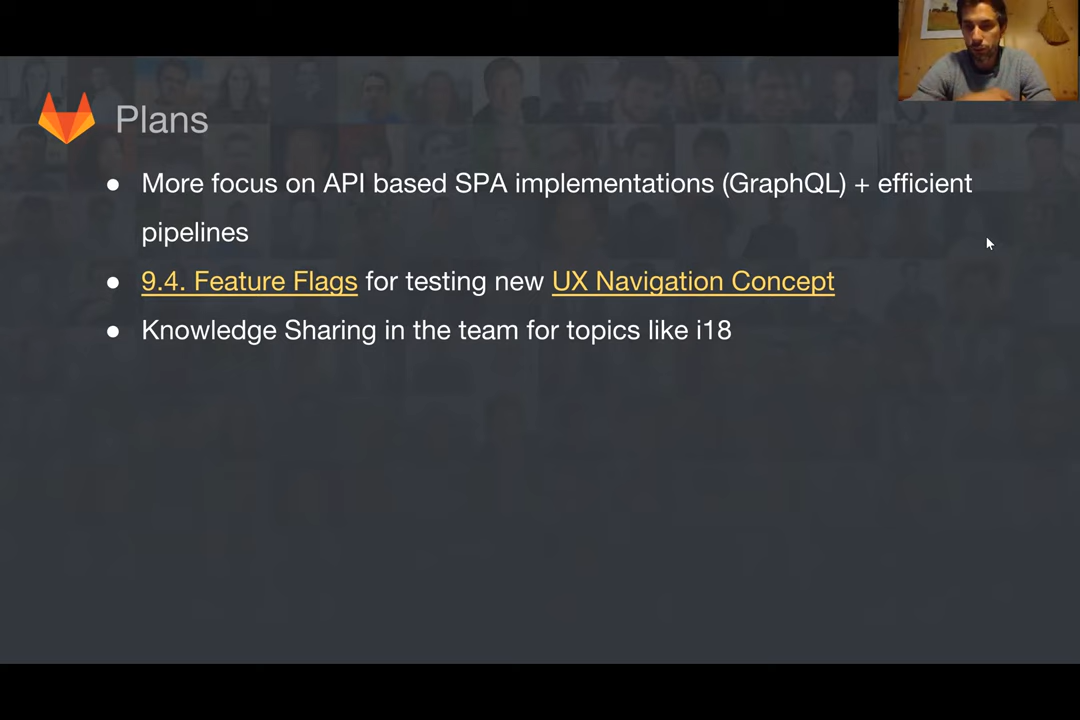 Plans
● More focus on API based SPA implementations (GraphQL) + efficient
pipelines
● 9.4. Feature Flags for testing new UX Navigation Concept
● Knowledge Sharing in the team for topics like i18